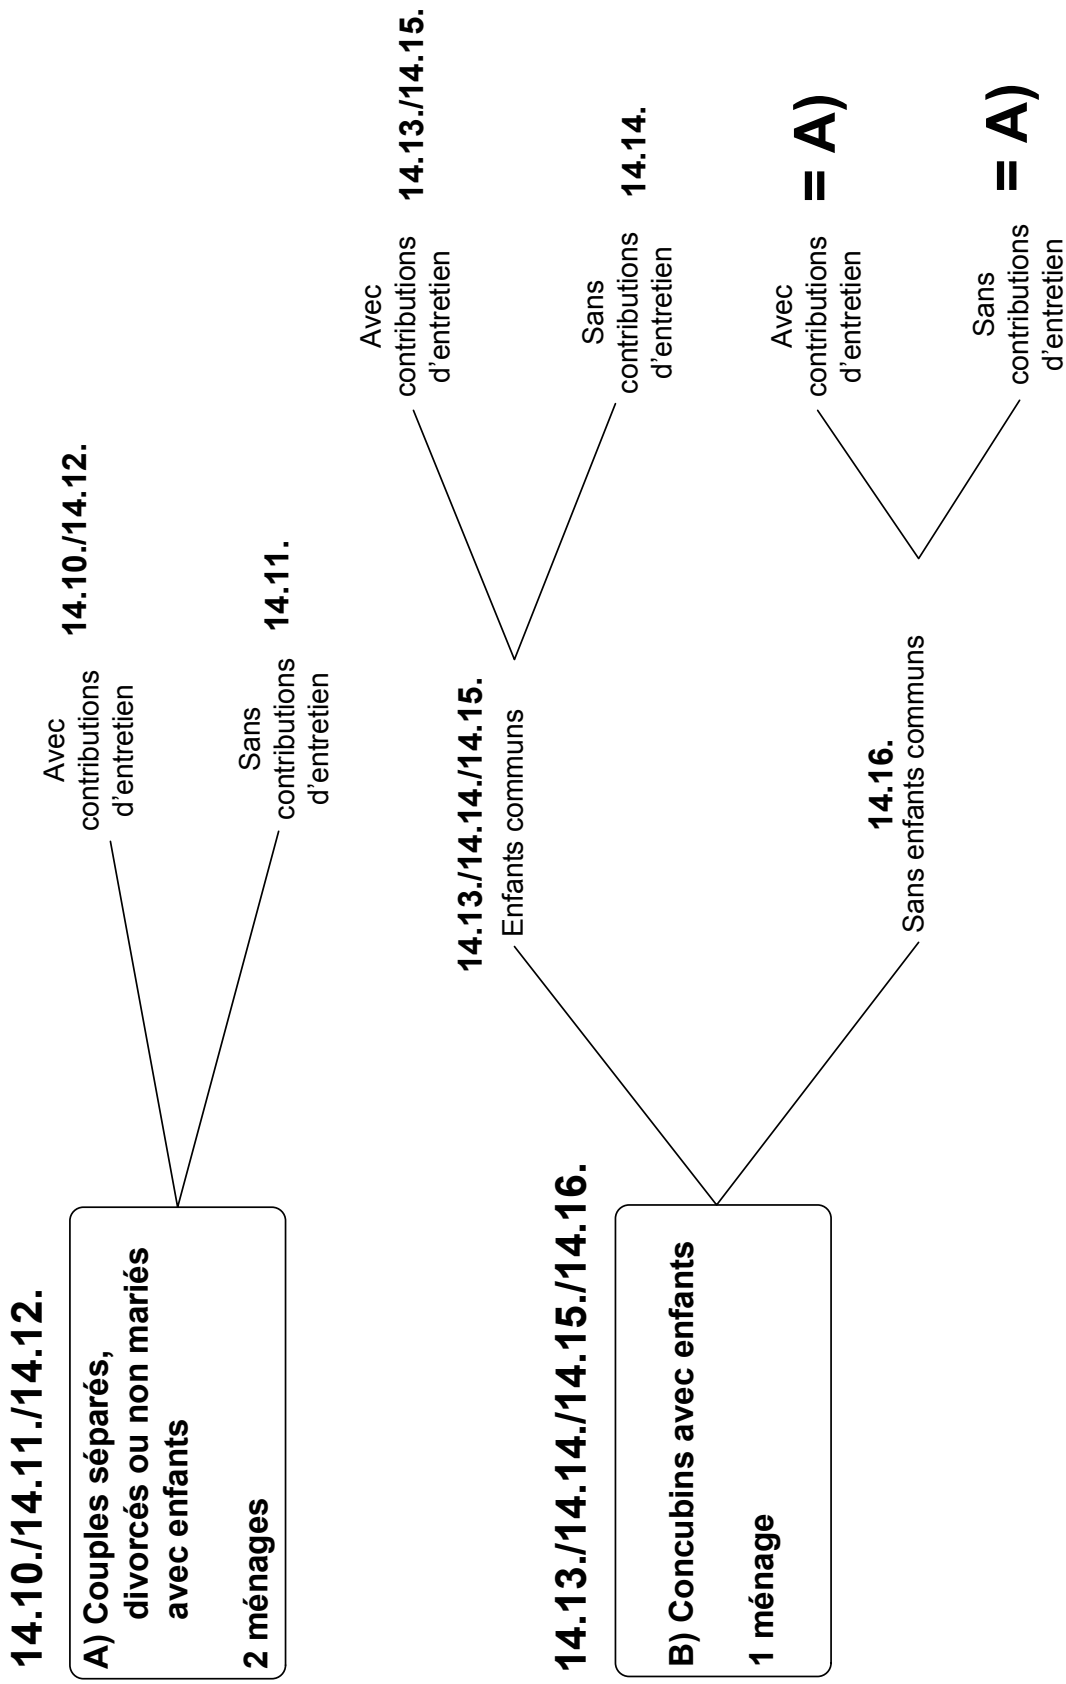 14.10./14.11./14.12.
A) Couples séparés,
divorcés ou non mariés
avec enfants
2 ménages
Avec
contributions
d'entretien
14.10./14.12.
Sans
contributions
d'entretien
14.11.
14.13./14.14./14.15./14.16.
B) Concubins avec enfants
1 ménage
14.13./14.14./14.15.
Enfants communs
Avec
contributions
d'entretien
14.13./14.15.
Sans
contributions
d'entretien
14.14.
14.16.
Sans enfants communs
Avec
contributions
d'entretien
= A)
Sans
contributions
d'entretien
= A)